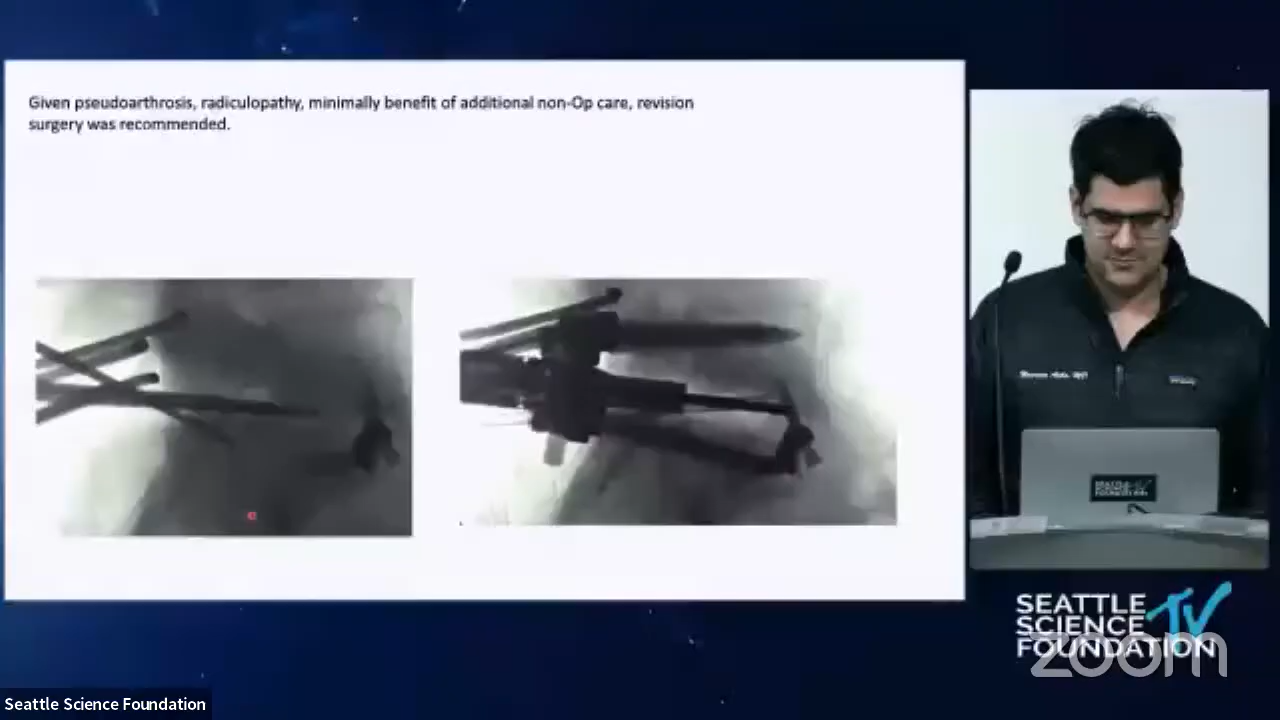 Given pseudoarthrosis, radiculopathy, minimally benefit of additional non-Op care, revision
surgery was recommended.
SEATTLE
SCIENCE TV
FOUNDATION
zoom
Seattle Science Foundation